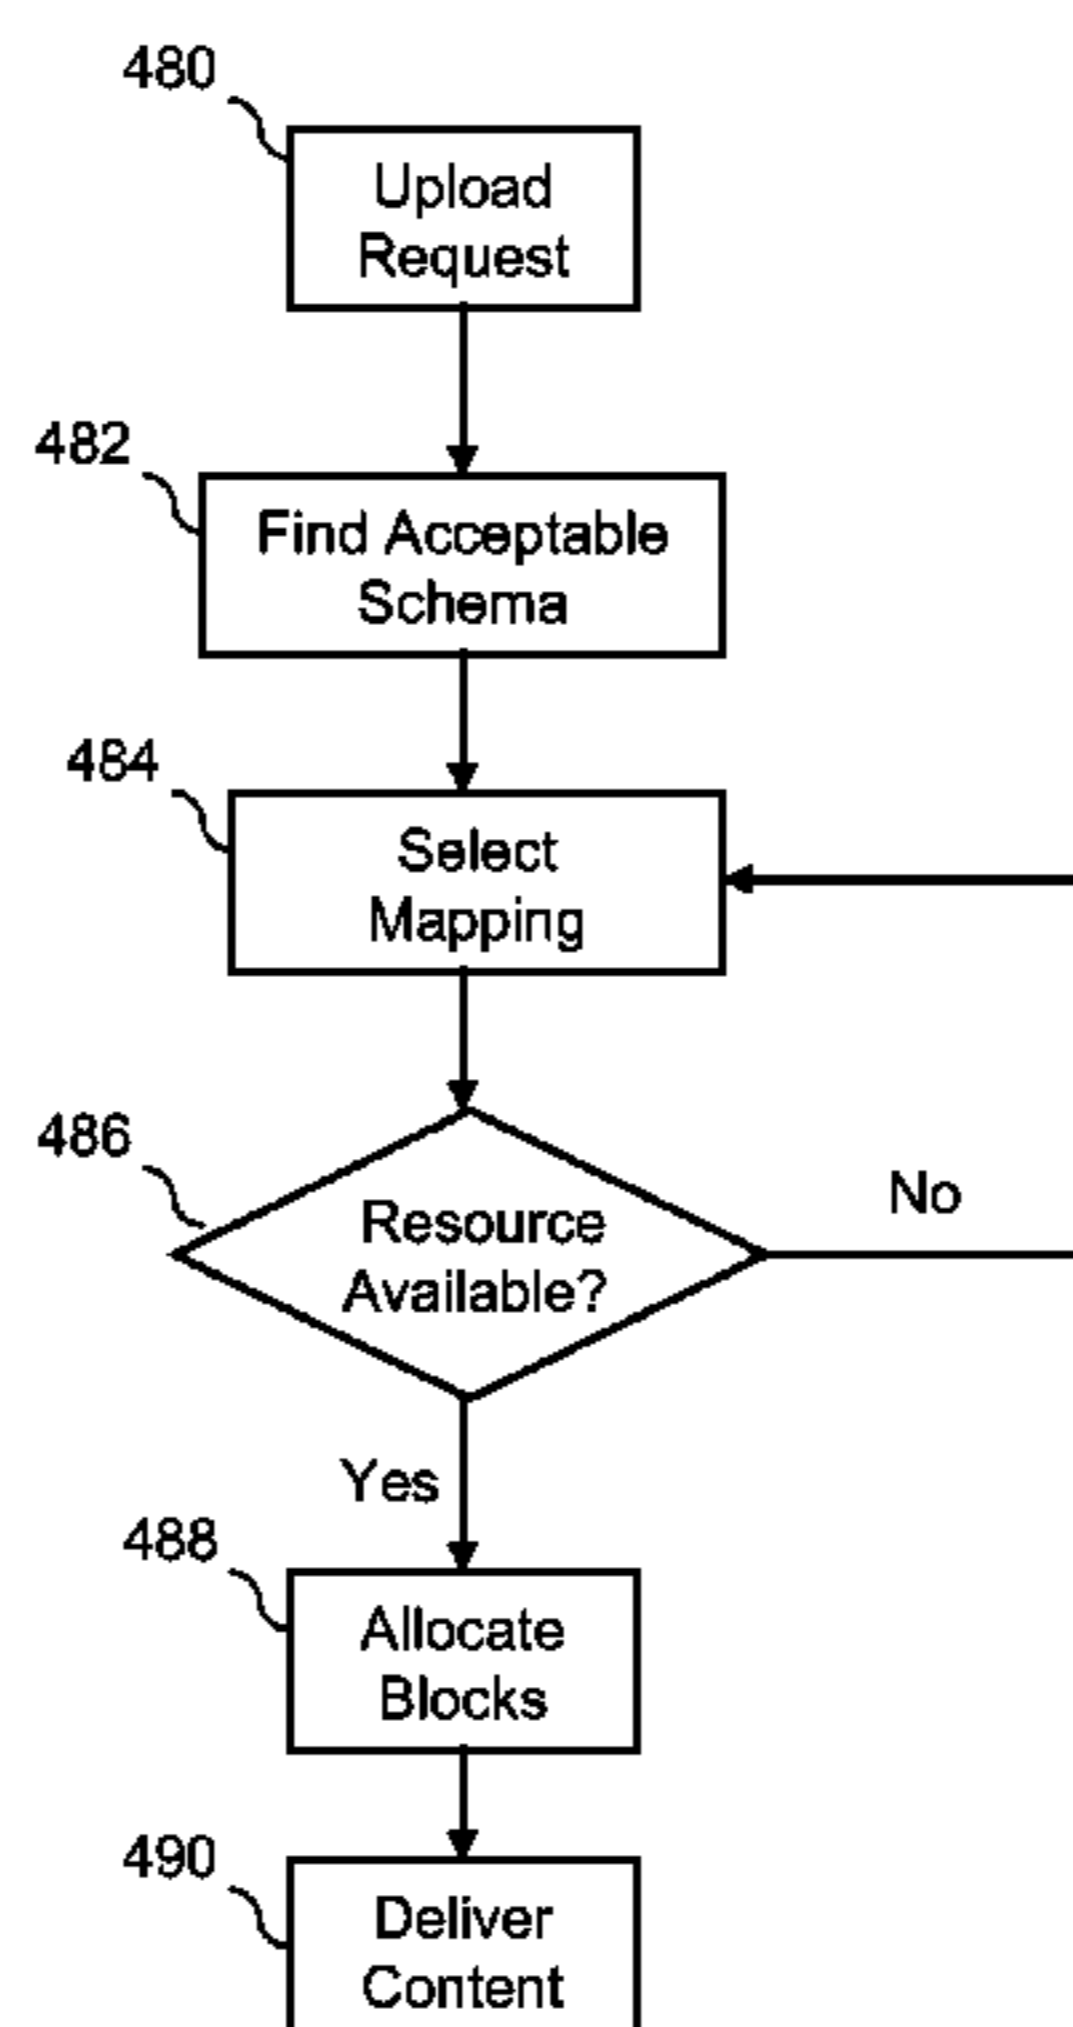 480
Upload
Request
482
Find Acceptable
Schema
484
Select
Mapping
486
Resource
Available?
No
Yes
488
Allocate
Blocks
490
Deliver
Content